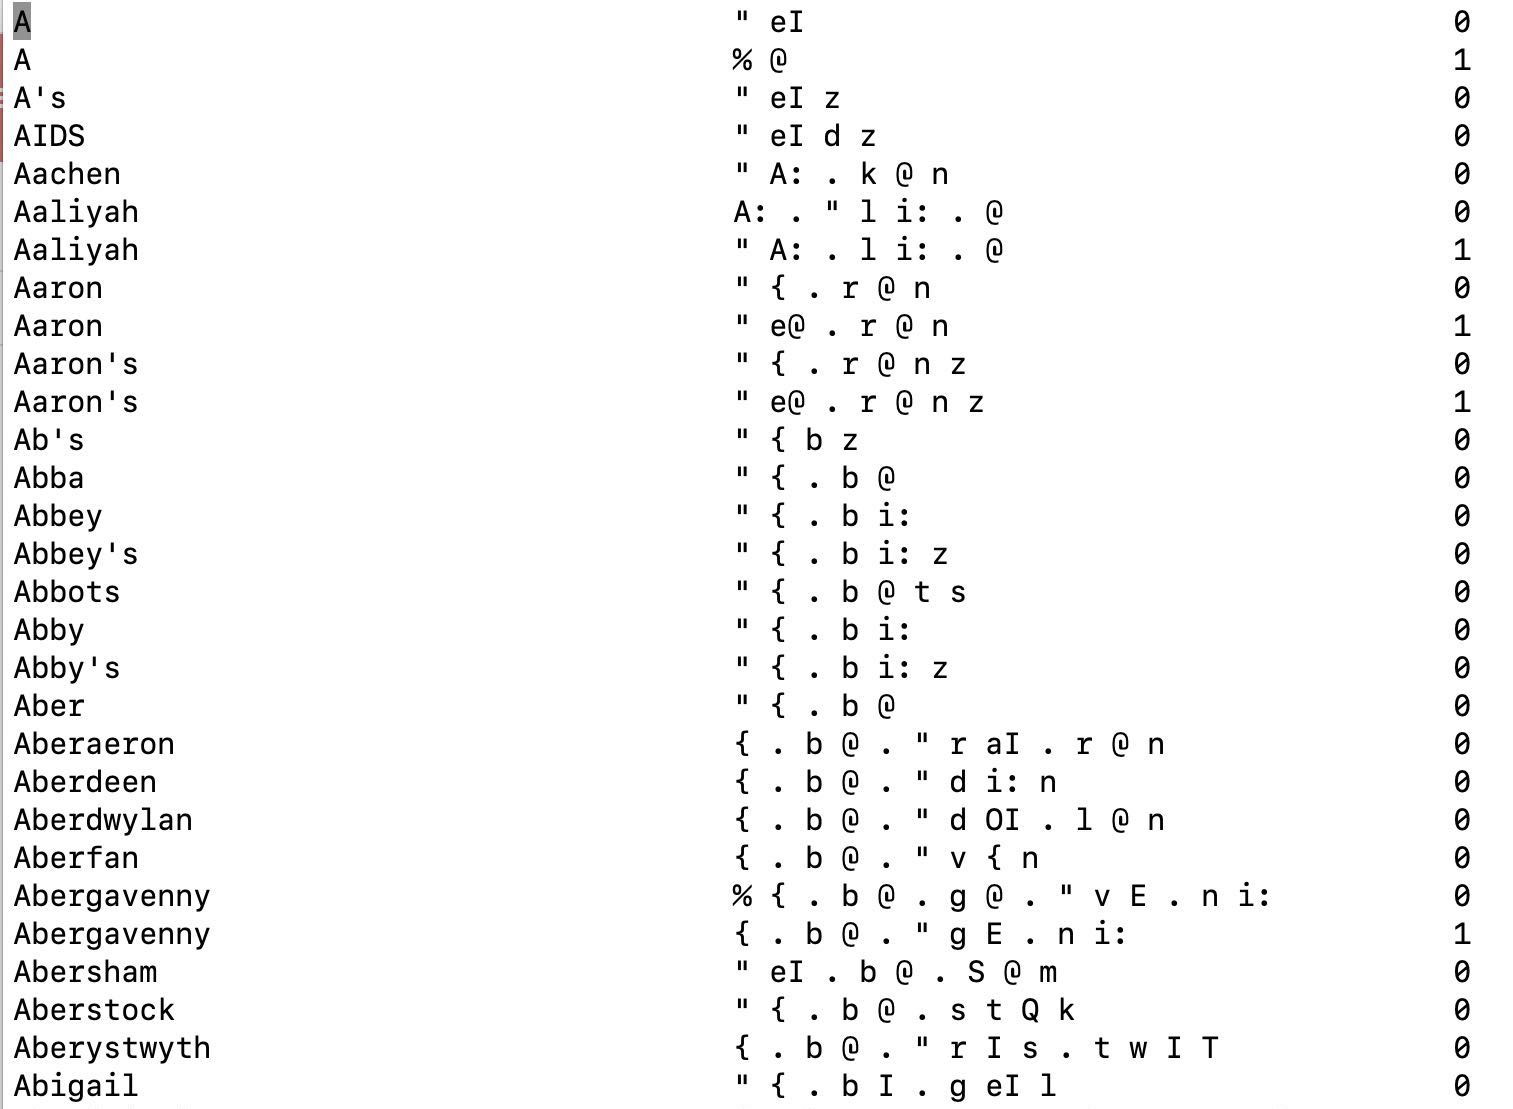 A " eI 0
A % @ 1
A's " eI z 0
AIDS " eI d z 0
Aachen " A: . k @ n 0
Aaliyah A: . " l i: . @ 0
Aaliyah " A: . l i: . @ 1
Aaron " { . r @ n 0
Aaron " e@ . r @ n 1
Aaron's " { . r @ n z 0
Aaron's " e@ . r @ n z 1
Ab's " { b z 0
Abba " { . b @ 0
Abbey " { . b i: 0
Abbey's " { . b i: z 0
Abbots " { . b @ t s 0
Abby " { . b i: 0
Abby's " { . b i: z 0
Aber " { . b @ 0
Aberaeron { . b @ . " r aI . r @ n 0
Aberdeen { . b @ . " d i: n 0
Aberdwylan { . b @ . " d OI . l @ n 0
Aberfan { . b @ . " v { n 0
Abergavenny % { . b @ . g @ . " v E . n i: 0
Abergavenny { . b @ . " g E . n i: 1
Abersham " eI . b @ . S @ m 0
Aberstock " { . b @ . s t Q k 0
Aberystwyth { . b @ . " r I s . t w I T 0
Abigail " { . b I . g eI l 0